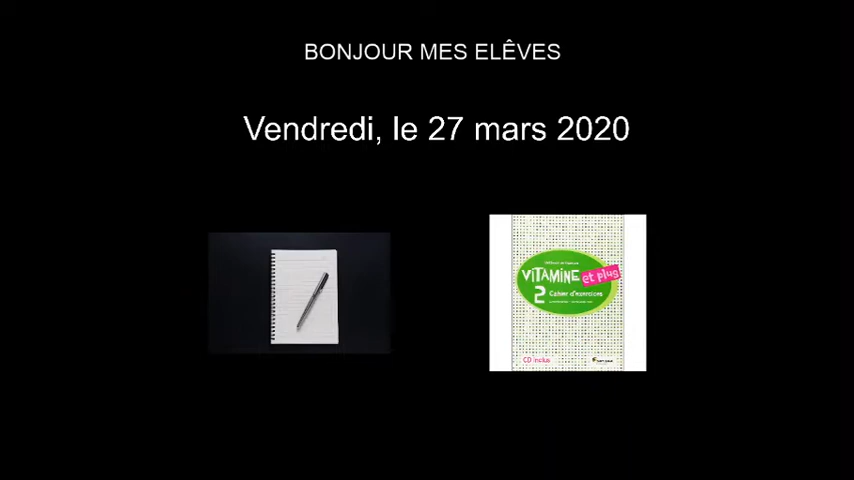 BONJOUR MES ELÊVES
Vendredi, le 27 mars 2020
VITAMINE et plus
2 Cahier d'exercices
CD inclus